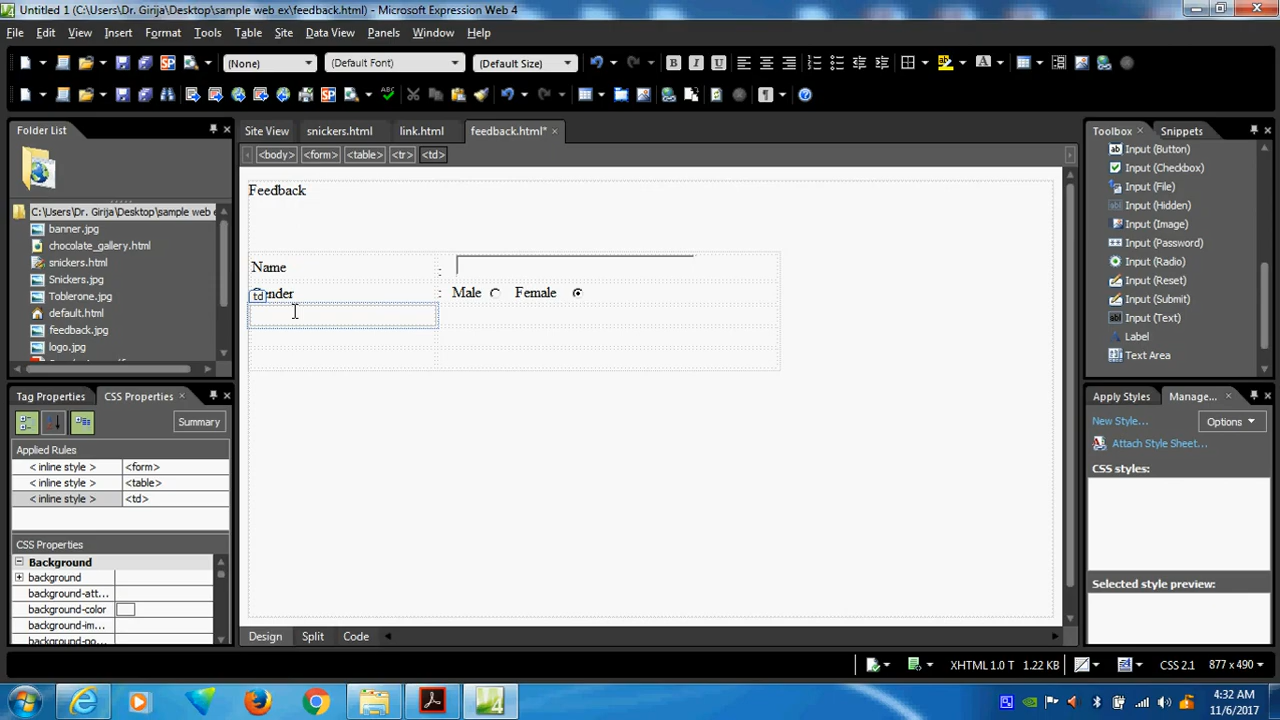 Untitled 1 (C:\Users\Dr. Girija\Desktop\sample web ex\feedback.html) - Microsoft Expression Web 4
File Edit View Insert Format Tools Table Site Data View Panels Window Help
(None) (Default Font) (Default Size) B I U A
Folder List
Site View snickers.html link.html feedback.html*
Toolbox Snippets
<body> <form> <table> <tr> <td>
Input (Button)
Input (Checkbox)
Input (File)
Input (Hidden)
Input (Image)
Input (Password)
Input (Radio)
Input (Reset)
Input (Submit)
Input (Text)
Label
Text Area
C:\Users\Dr. Girija\Desktop\sample web e
banner.jpg
chocolate_gallery.html
snickers.html
Snickers.jpg
Toblerone.jpg
default.html
feedback.jpg
logo.jpg
Feedback
Name :
td nder : Male Female
Tag Properties CSS Properties
Summary
Applied Rules
< inline style > <form>
< inline style > <table>
< inline style > <td>
CSS Properties
Background
background
background-att...
background-color
background-im...
background-po...
Apply Styles Manage...
New Style... Options
Attach Style Sheet...
CSS styles:
Selected style preview:
Design Split Code
XHTML 1.0 T 1.22 KB CSS 2.1 877 x 490
4:32 AM
11/6/2017